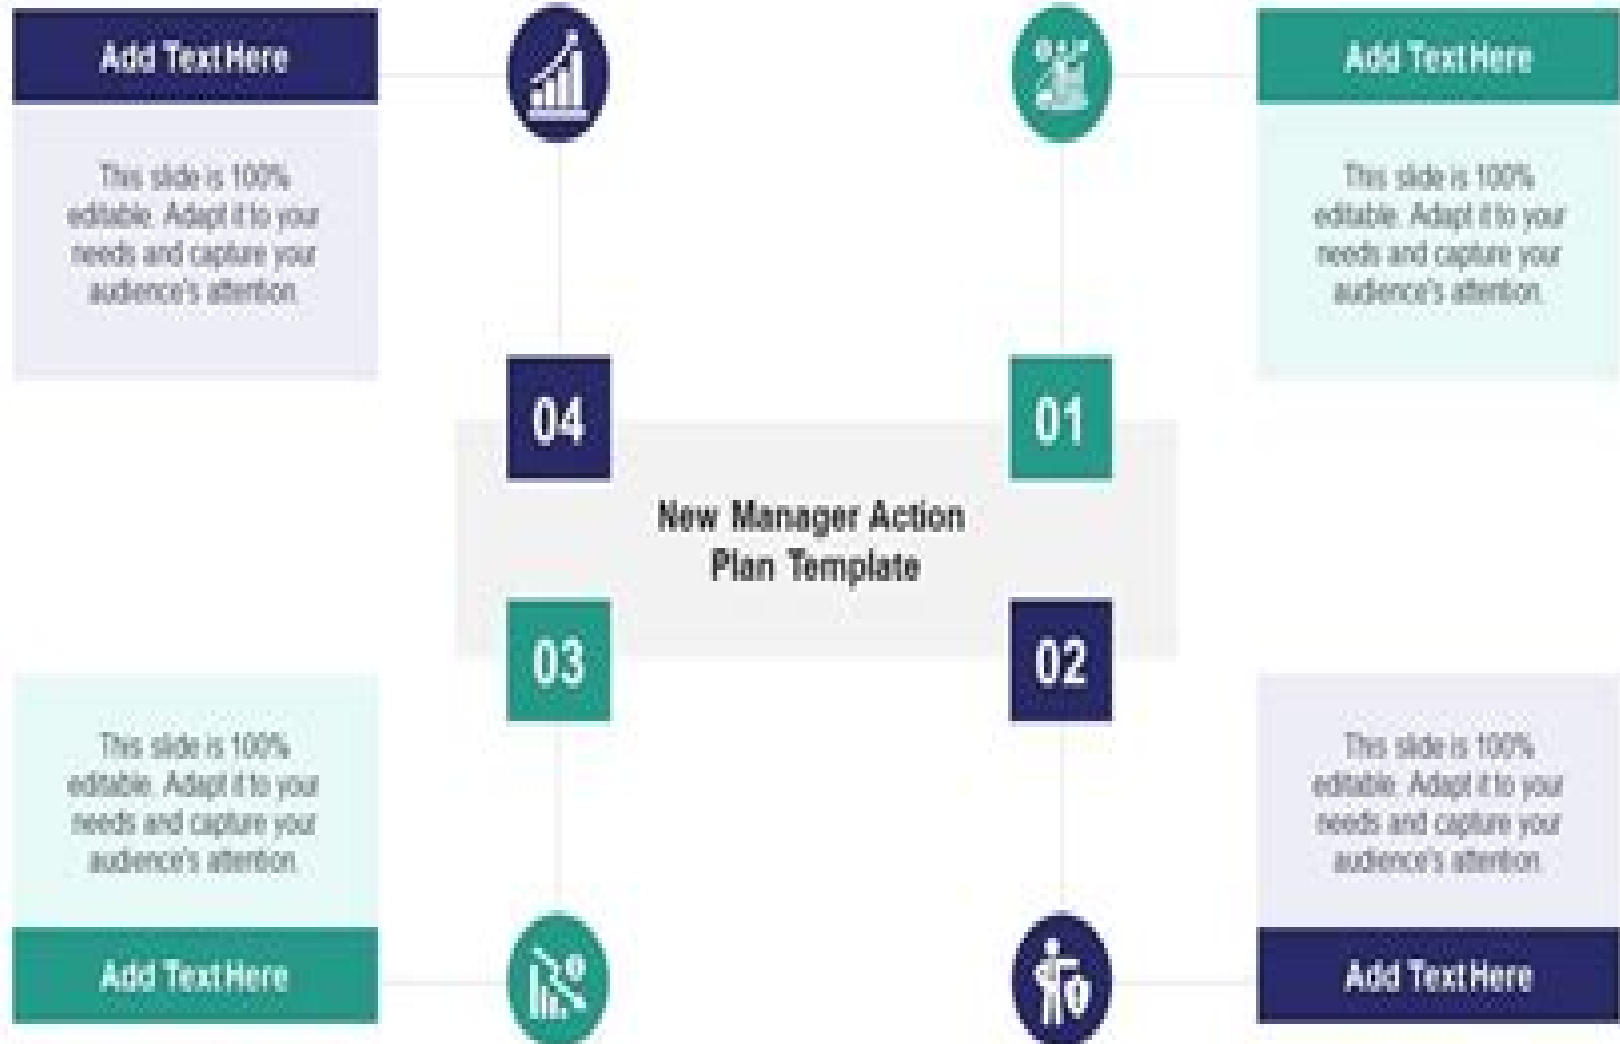 Add Text Here
This slide is 100%
editable. Adapt it to your
needs and capture your
audience's attention.
04
Add Text Here
This slide is 100%
editable. Adapt it to your
needs and capture your
audience's attention.
01
New Manager Action
Plan Template
03
This slide is 100%
editable. Adapt it to your
needs and capture your
audience's attention.
Add Text Here
02
This slide is 100%
editable. Adapt it to your
needs and capture your
audience's attention.
Add Text Here